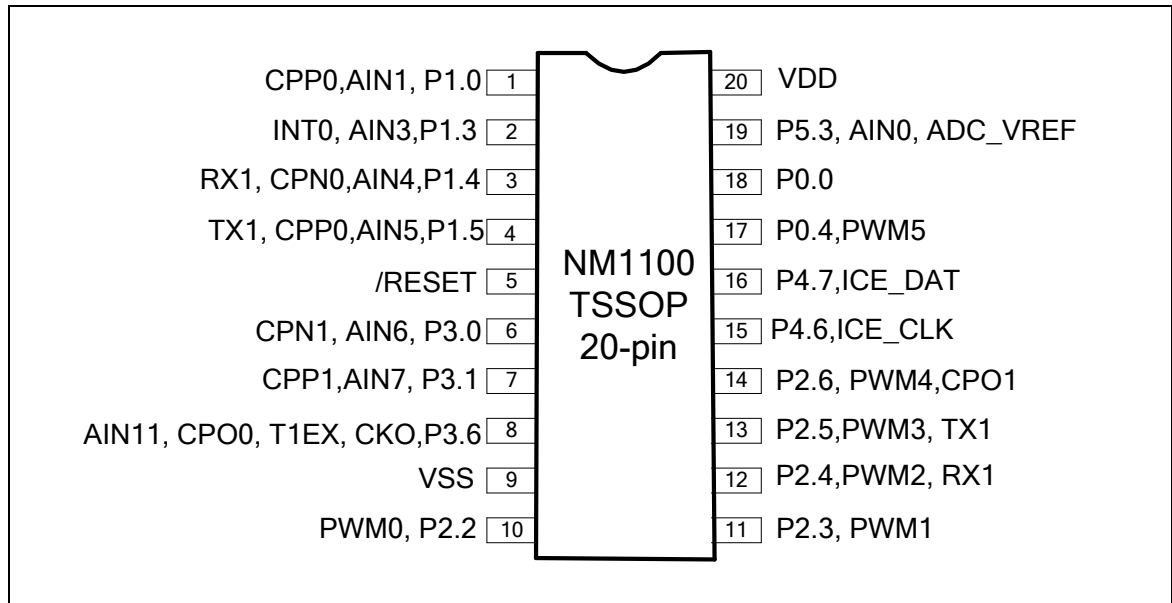 CPP0,AIN1, P1.0 1
INT0, AIN3,P1.3 2
RX1, CPN0,AIN4,P1.4 3
TX1, CPP0,AIN5,P1.5 4
/RESET 5
CPN1, AIN6, P3.0 6
CPP1,AIN7, P3.1 7
AIN11, CPO0, T1EX, CKO,P3.6 8
VSS 9
PWM0, P2.2 10
NM1100
TSSOP
20-pin
20 VDD
19 P5.3, AIN0, ADC_VREF
18 P0.0
17 P0.4,PWM5
16 P4.7,ICE_DAT
15 P4.6,ICE_CLK
14 P2.6, PWM4,CPO1
13 P2.5,PWM3, TX1
12 P2.4,PWM2, RX1
11 P2.3, PWM1